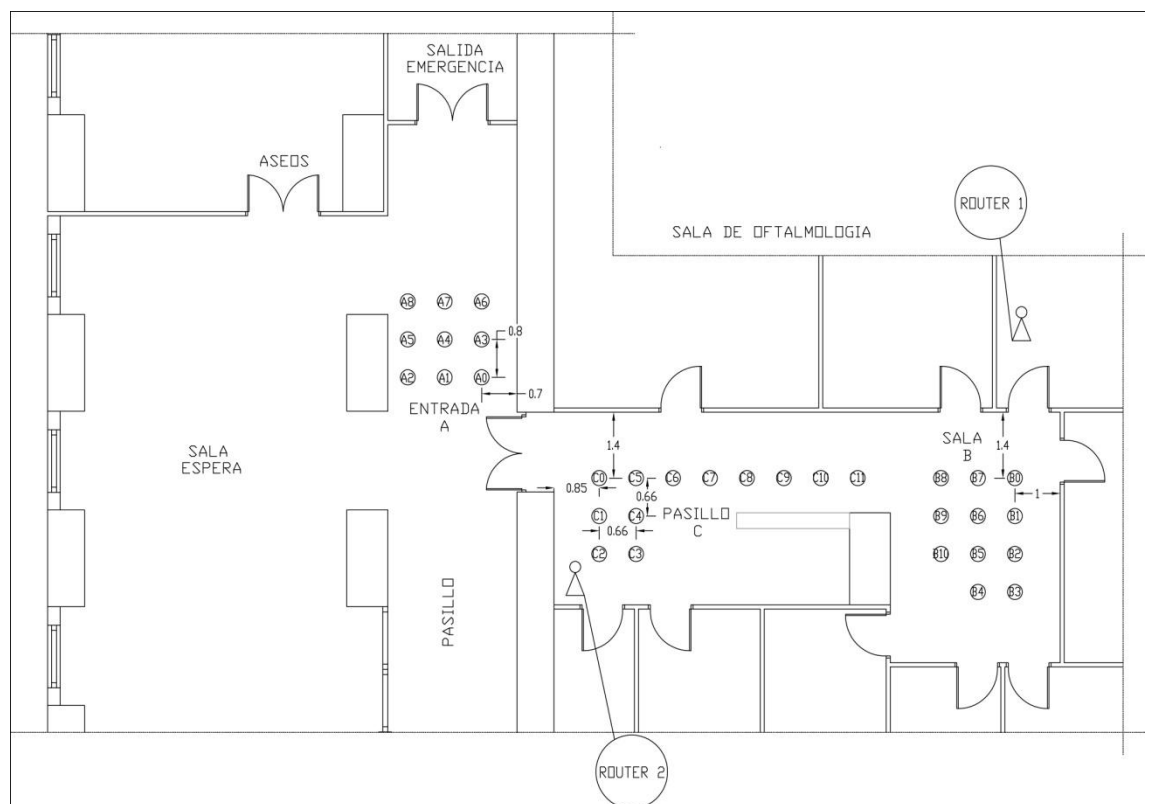 SALIDA
EMERGENCIA
ASEOS
ROUTER 1
SALA DE OFTALMOLOGIA
A8 A7 A6
0.8
A5 A4 A3
A2 A1 A0
0.7
ENTRADA
A
SALA
ESPERA
1.4
SALA
B
1.4
C0 C5 C6 C7 C8 C9 C10 C11
B8 B7 B0
0.85
0.66
1
C1 C4
PASILLO
C
B9 B6 B1
0.66
C2 C3
B10 B5 B2
B4 B3
PASILLO
ROUTER 2